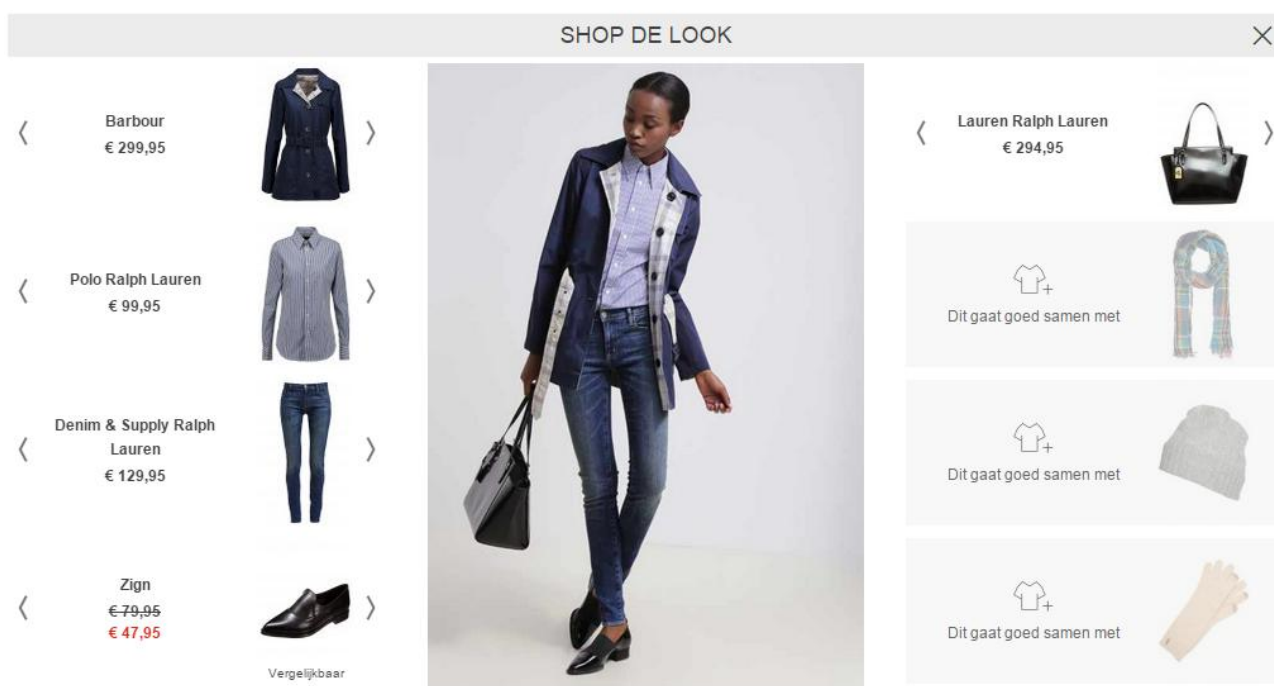 SHOP DE LOOK
Barbour
€ 299,95
Polo Ralph Lauren
€ 99,95
Denim & Supply Ralph
Lauren
€ 129,95
Zign
€ 79,95
€ 47,95
Vergelijkbaar
Lauren Ralph Lauren
€ 294,95
Dit gaat goed samen met
Dit gaat goed samen met
Dit gaat goed samen met